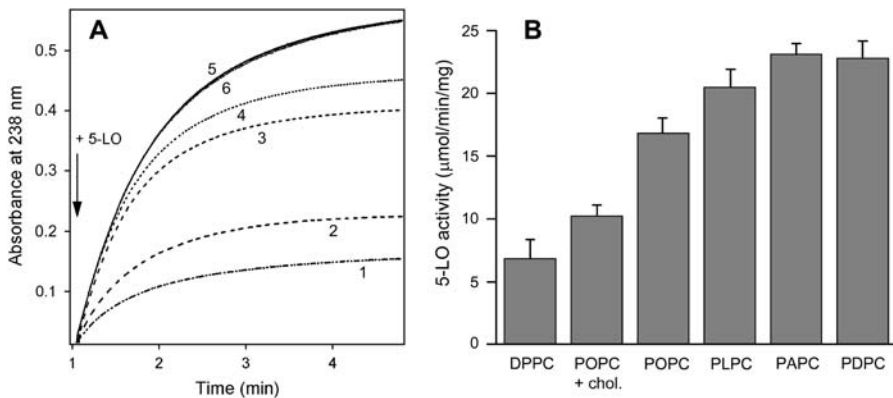 A
Absorbance at 238 nm
0.5
0.4
0.3
0.2
0.1
+ 5-LO
5
6
4
3
2
1
1
2
3
4
Time (min)
B
5-LO activity (μmol/min/mg)
25
20
15
10
5
0
DPPC
POPC
+ chol.
POPC
PLPC
PAPC
PDPC